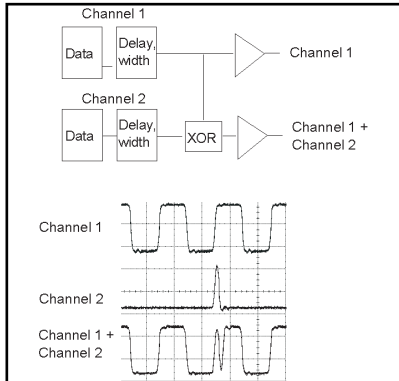 Channel 1
Data
Delay,
width
Channel 1
Channel 2
Data
Delay,
width
XOR
Channel 1 +
Channel 2
Channel 1
Channel 2
Channel 1 +
Channel 2